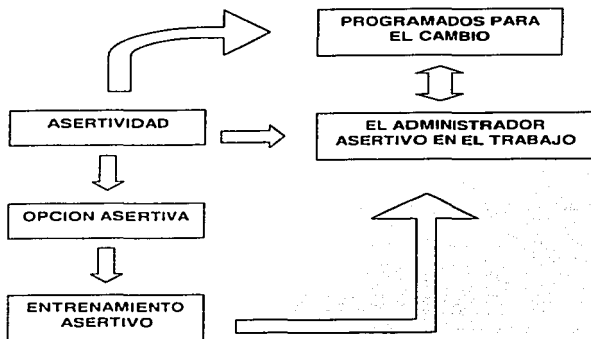 PROGRAMADOS PARA
EL CAMBIO
ASERTIVIDAD
EL ADMINISTRADOR
ASERTIVO EN EL TRABAJO
OPCION ASERTIVA
ENTRENAMIENTO
ASERTIVO